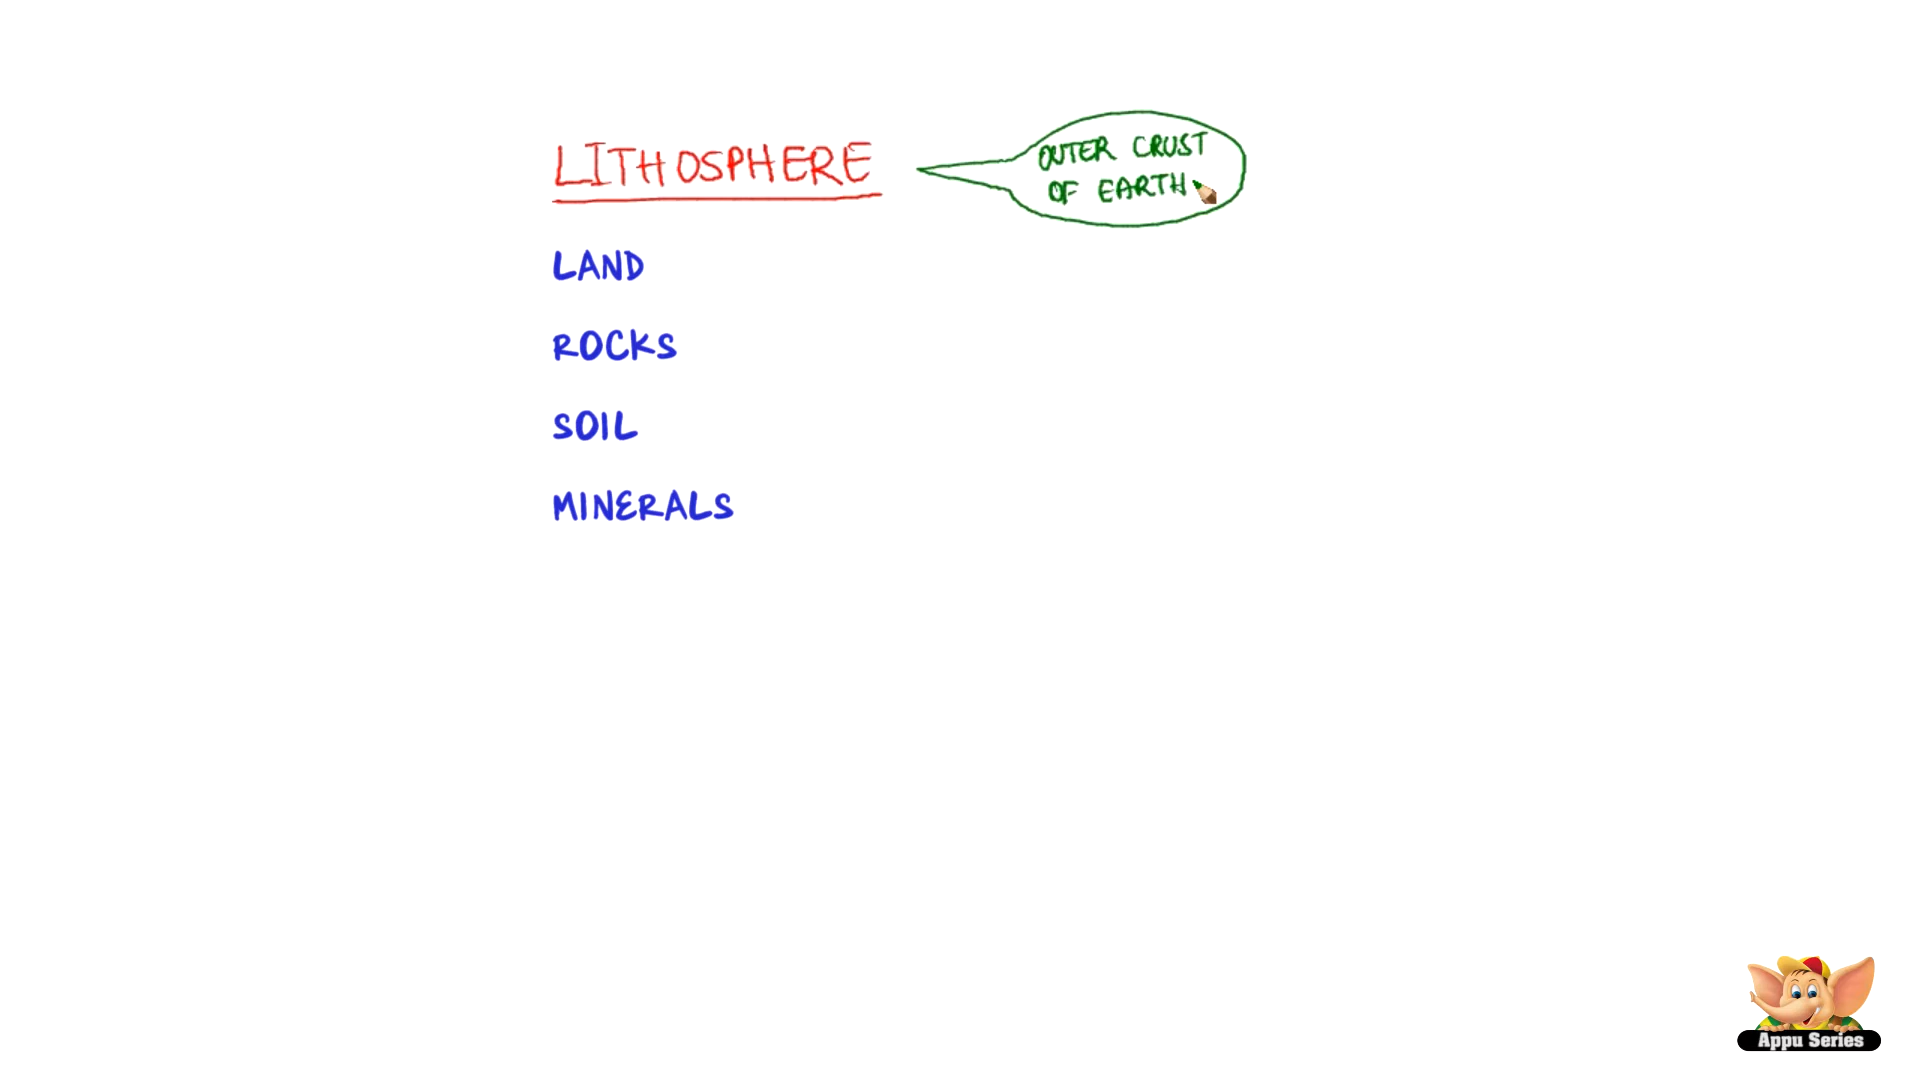 LITHOSPHERE
OUTER CRUST
OF EARTH
LAND
ROCKS
SOIL
MINERALS
Appu Series